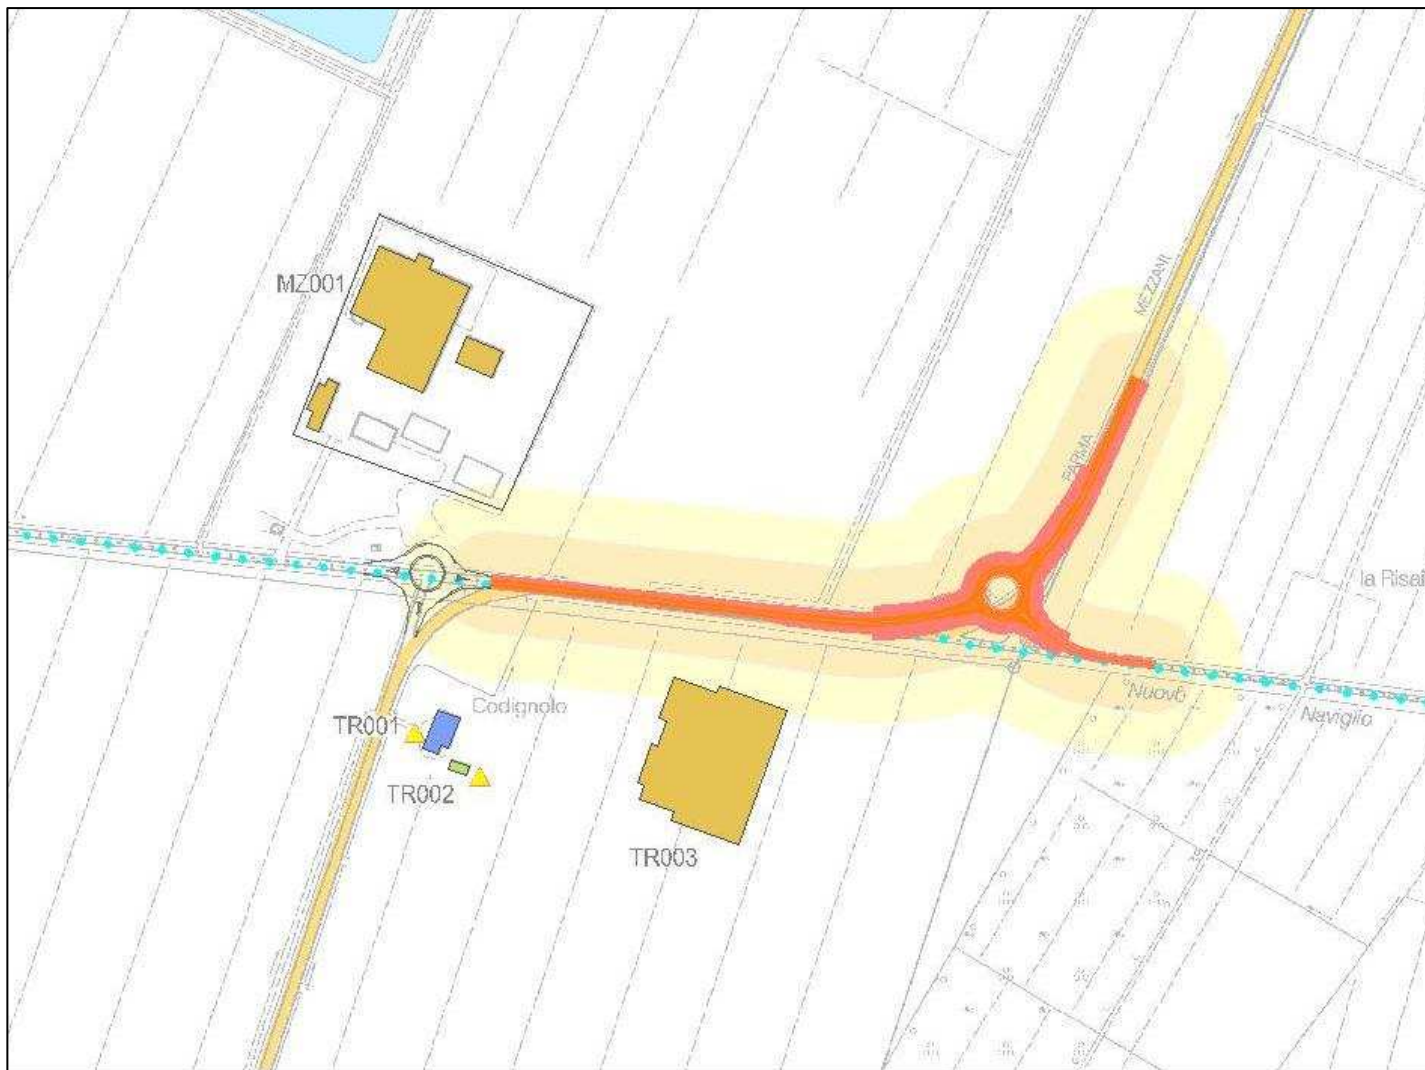 MEZZANI
MZ001
PARMA
la Risai
Nuovo
Codignolo
Naviglio
TR001
TR002
TR003